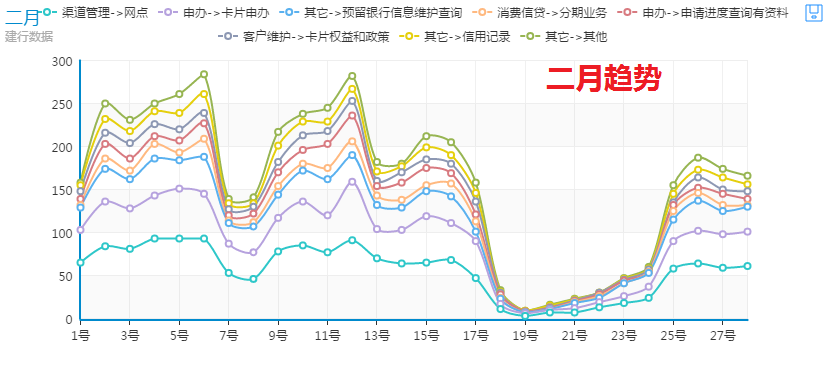 二月
渠道管理->网点 申办->卡片申办 其它->预留银行信息维护查询 消费信贷->分期业务 申办->申请进度查询有资料
建行数据
客户维护->卡片权益和政策 其它->信用记录 其它->其他
二月趋势
300
250
200
150
100
50
0
1号 3号 5号 7号 9号 11号 13号 15号 17号 19号 21号 23号 25号 27号